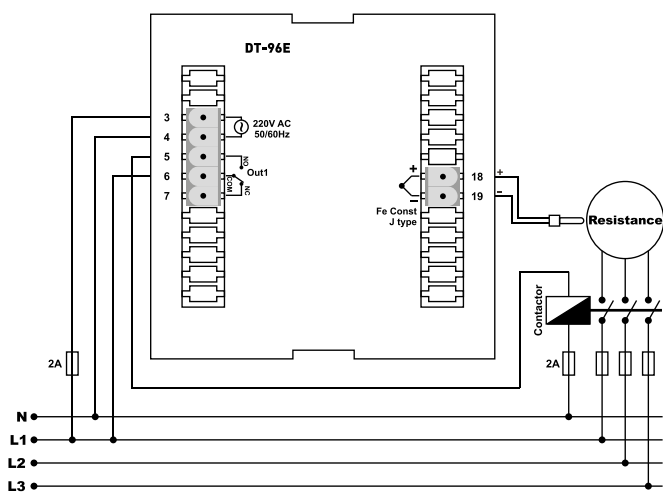 DT-96E
3
4
5
6
7
220V AC
50/60Hz
NO
Out1
COM
NC
+
−
18
19
+
−
Fe Const
J type
Resistance
Contactor
2A
2A
N
L1
L2
L3